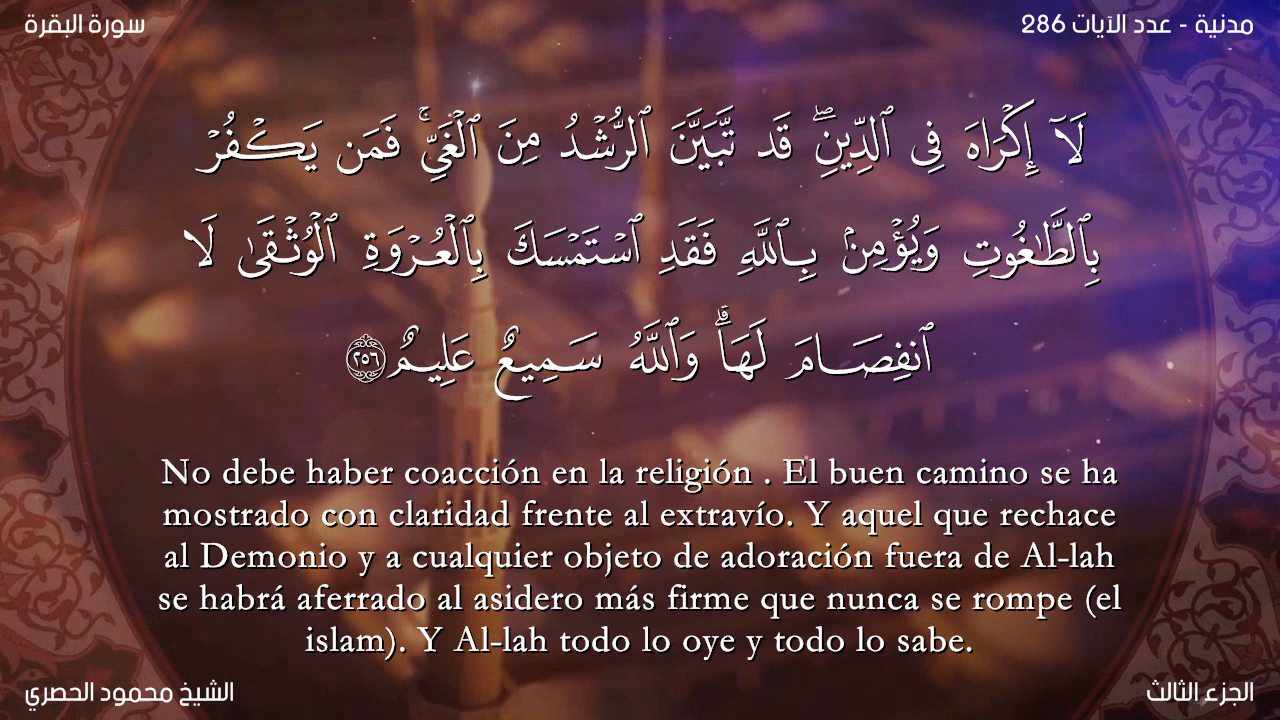 سورة البقرة
مدنية - عدد الآيات 286
لَآ إِكْرَاهَ فِى ٱلدِّينِ ۖ قَد تَّبَيَّنَ ٱلرُّشْدُ مِنَ ٱلْغَىِّ ۚ فَمَن يَكْفُرْ
بِٱلطَّـٰغُوتِ وَيُؤْمِنۢ بِٱللَّهِ فَقَدِ ٱسْتَمْسَكَ بِٱلْعُرْوَةِ ٱلْوُثْقَىٰ لَا
ٱنفِصَامَ لَهَا ۗ وَٱللَّهُ سَمِيعٌ عَلِيمٌ ٢٥٦
No debe haber coacción en la religión . El buen camino se ha
mostrado con claridad frente al extravío. Y aquel que rechace
al Demonio y a cualquier objeto de adoración fuera de Al-lah
se habrá aferrado al asidero más firme que nunca se rompe (el
islam). Y Al-lah todo lo oye y todo lo sabe.
الشيخ محمود الحصري
الجزء الثالث